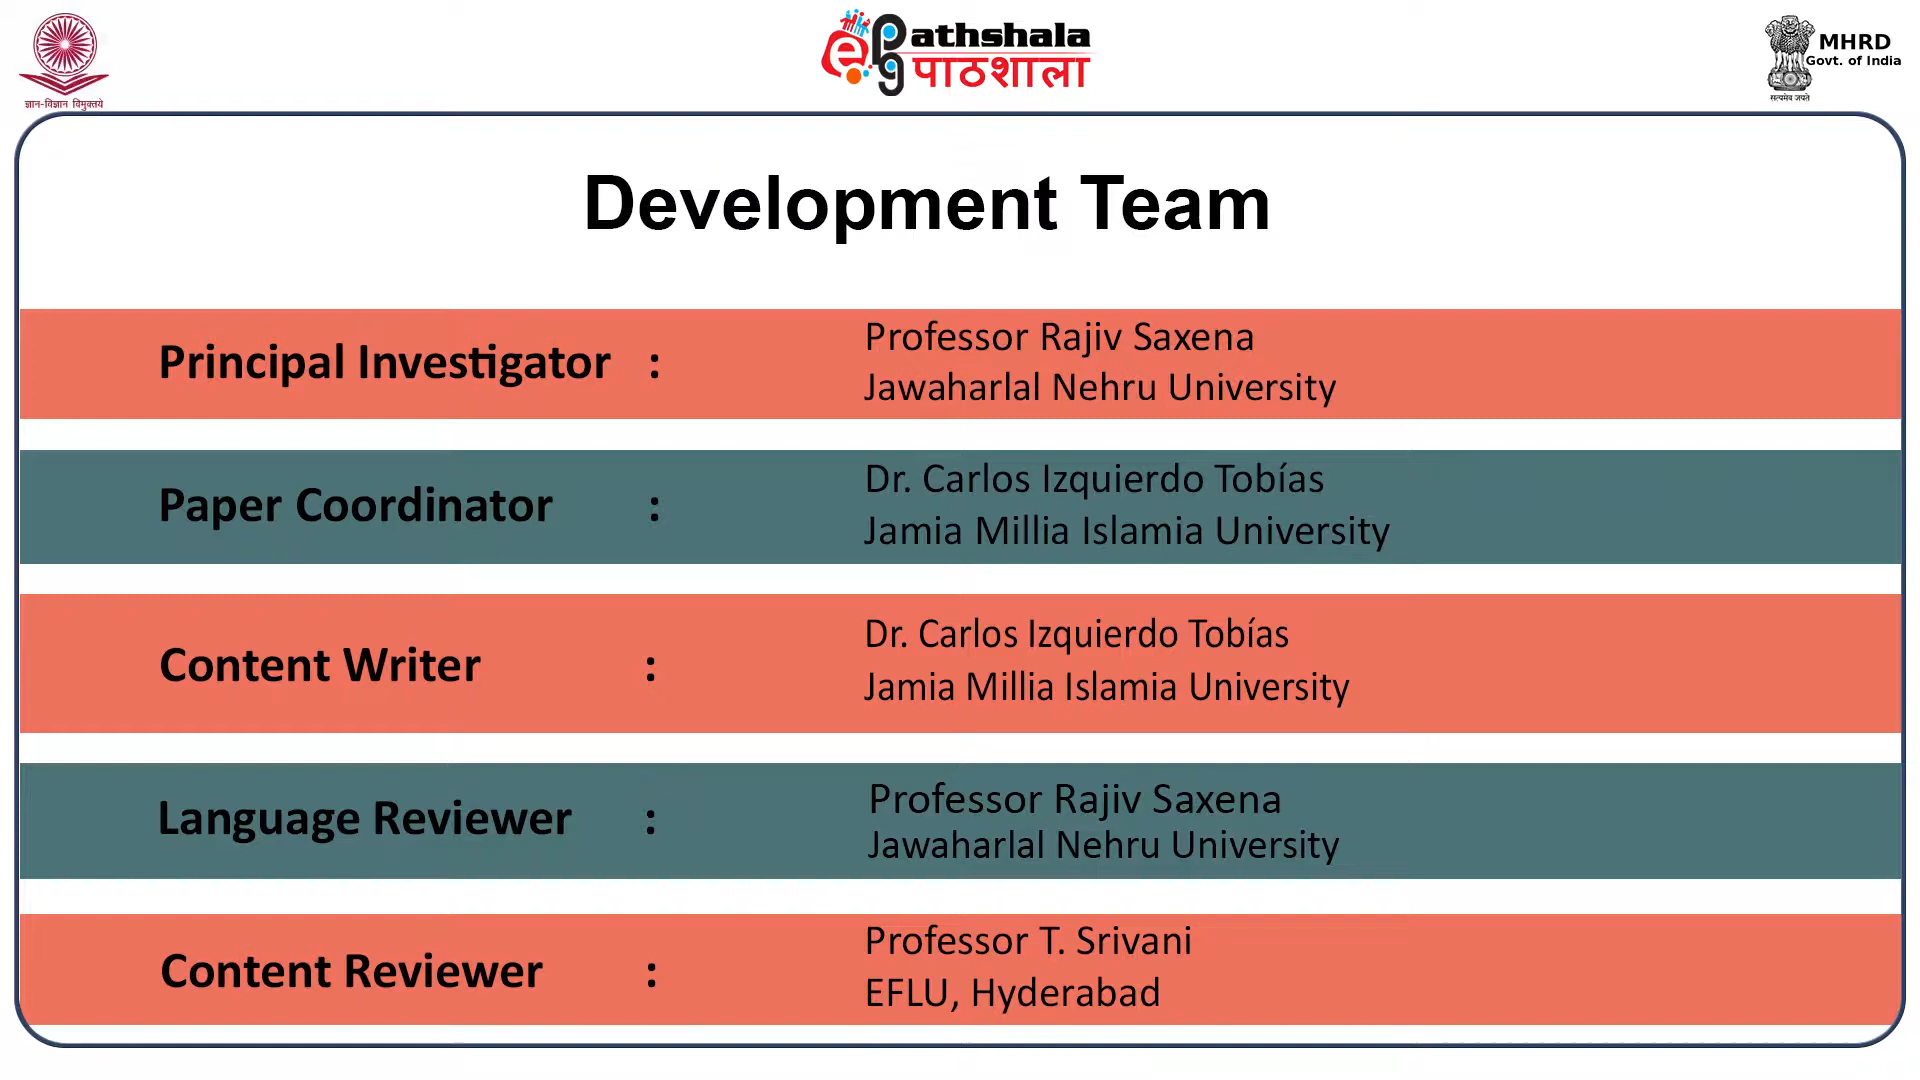 ज्ञान-विज्ञान विमुक्तये
epathshala
पाठशाला
MHRD
Govt. of India
सत्यमेव जयते
Development Team
Principal Investigator :
Professor Rajiv Saxena
Jawaharlal Nehru University
Paper Coordinator :
Dr. Carlos Izquierdo Tobías
Jamia Millia Islamia University
Content Writer :
Dr. Carlos Izquierdo Tobías
Jamia Millia Islamia University
Language Reviewer :
Professor Rajiv Saxena
Jawaharlal Nehru University
Content Reviewer :
Professor T. Srivani
EFLU, Hyderabad